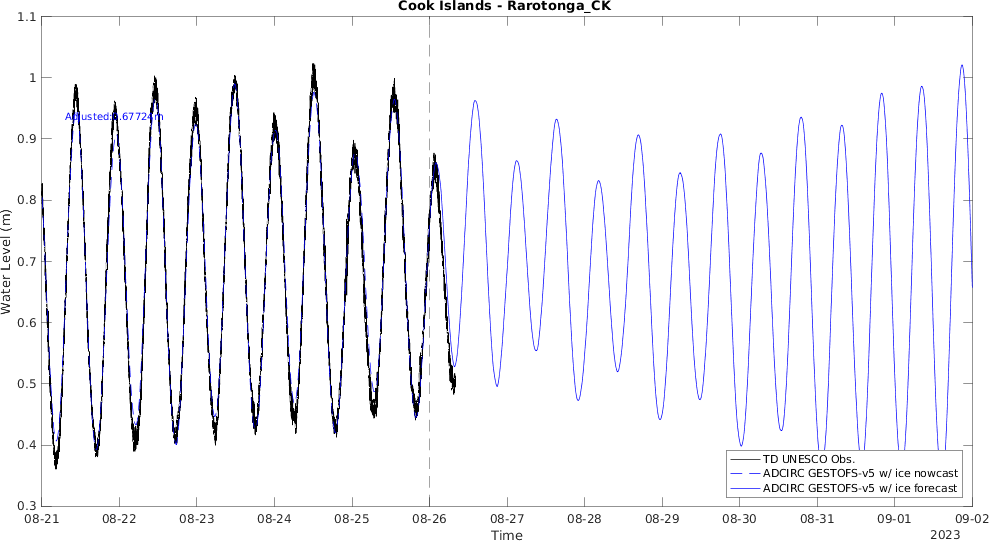 Cook Islands - Rarotonga_CK
Water Level (m)
1.1
1
0.9
0.8
0.7
0.6
0.5
0.4
0.3
Adjusted: .67724m
TD UNESCO Obs.
ADCIRC GESTOFS-v5 w/ ice nowcast
ADCIRC GESTOFS-v5 w/ ice forecast
08-21 08-22 08-23 08-24 08-25 08-26 08-27 08-28 08-29 08-30 08-31 09-01 09-02
Time
2023